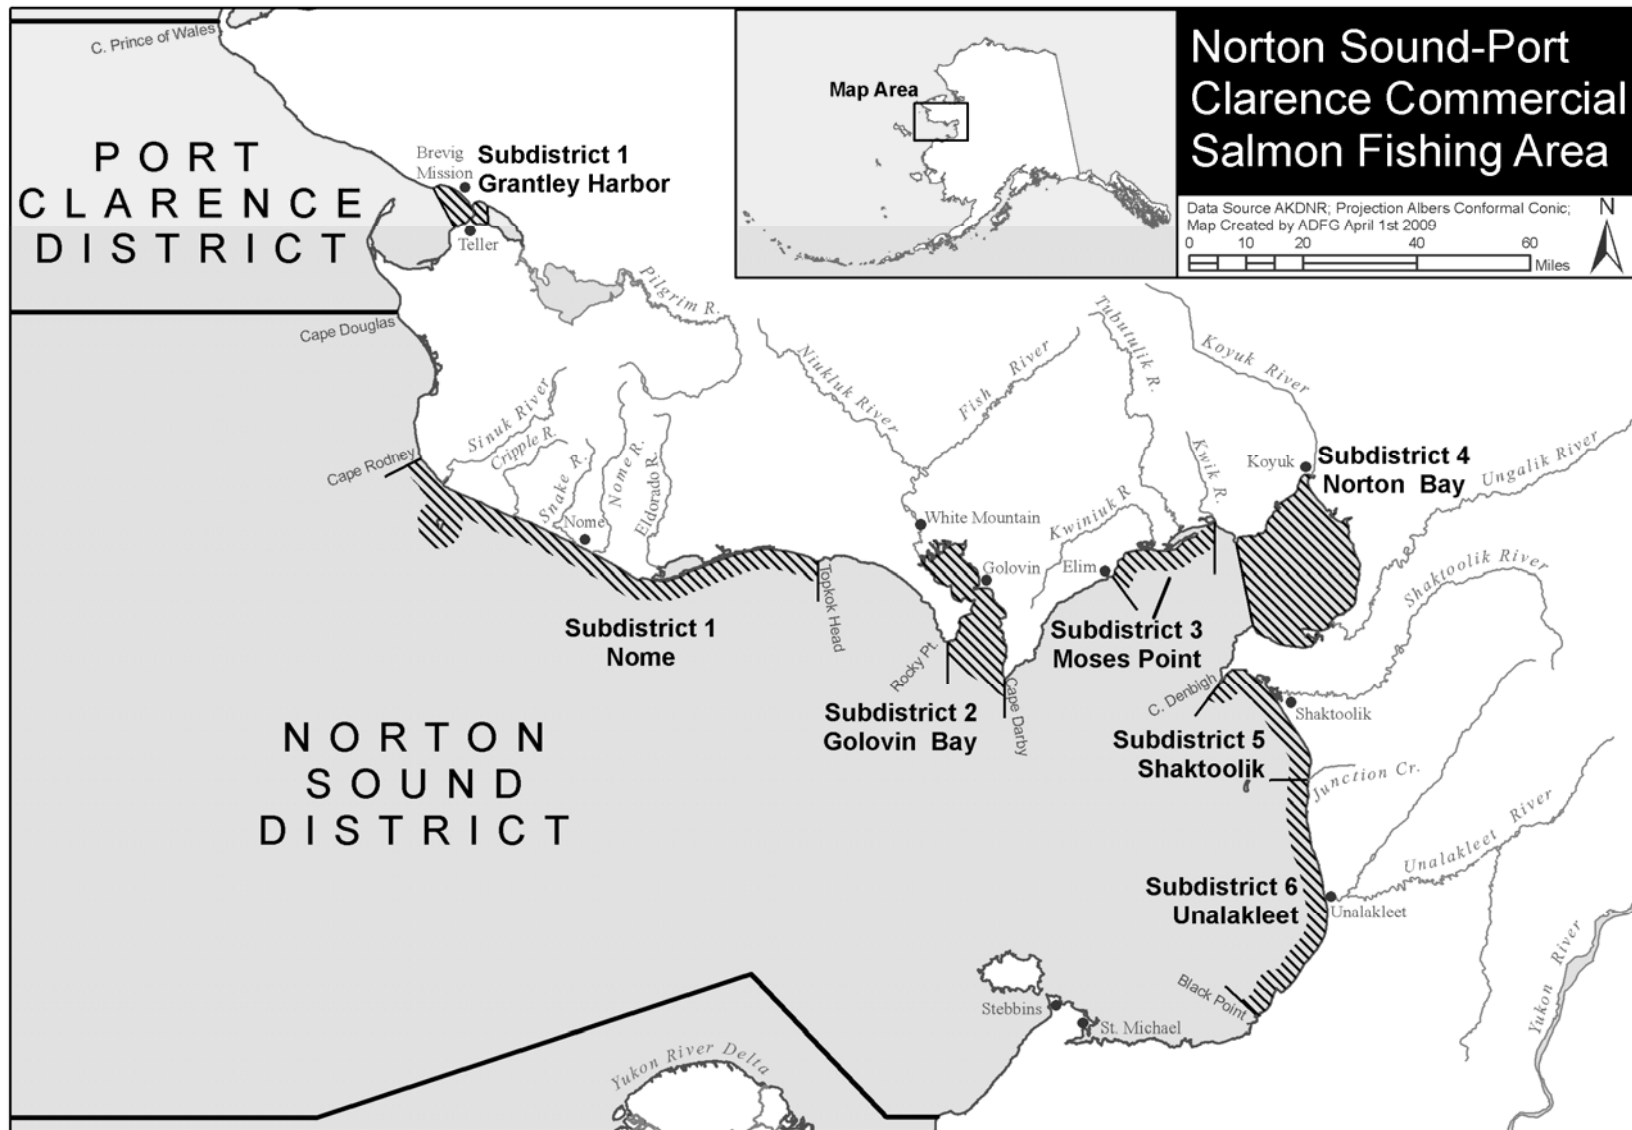 Norton Sound-Port
Clarence Commercial
Salmon Fishing Area
Data Source AKDNR; Projection Albers Conformal Conic;
Map Created by ADFG April 1st 2009
N
0 10 20 40 60
Miles
Map Area
C. Prince of Wales
PORT
CLARENCE
DISTRICT
Brevig
Mission
Subdistrict 1
Grantley Harbor
Teller
Cape Douglas
Pilgrim R.
Niukluk River
Fish River
Tubutulik R.
Koyuk River
Sinuk River
Cripple R.
Snake R.
Nome R.
Eldorado R.
Kwik R.
Koyuk
Subdistrict 4
Norton Bay
Ungalik River
Cape Rodney
Nome
White Mountain
Kwiniuk R
Golovin
Elim
Shaktoolik River
Topkok Head
Subdistrict 1
Nome
Subdistrict 3
Moses Point
Rocky Pt.
Cape Darby
C. Denbigh
Subdistrict 2
Golovin Bay
Shaktoolik
Subdistrict 5
Shaktoolik
Junction Cr.
NORTON
SOUND
DISTRICT
Unalakleet River
Subdistrict 6
Unalakleet
Unalakleet
Black Point
Stebbins
St. Michael
Yukon River
Yukon River Delta